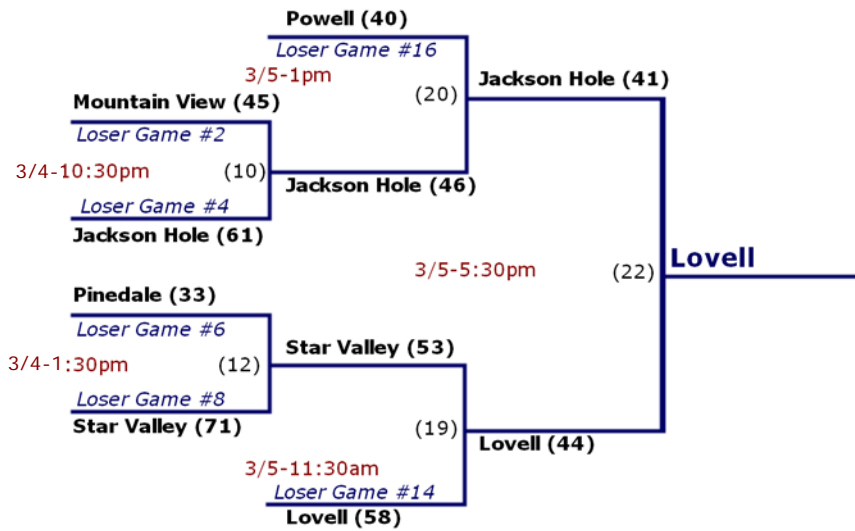 Powell (40)
Loser Game #16
3/5-1pm
Jackson Hole (41)
(20)
Mountain View (45)
Loser Game #2
3/4-10:30pm
(10)
Jackson Hole (46)
Loser Game #4
Jackson Hole (61)
Lovell
3/5-5:30pm
(22)
Pinedale (33)
Loser Game #6
Star Valley (53)
3/4-1:30pm
(12)
Loser Game #8
Star Valley (71)
(19)
Lovell (44)
3/5-11:30am
Loser Game #14
Lovell (58)